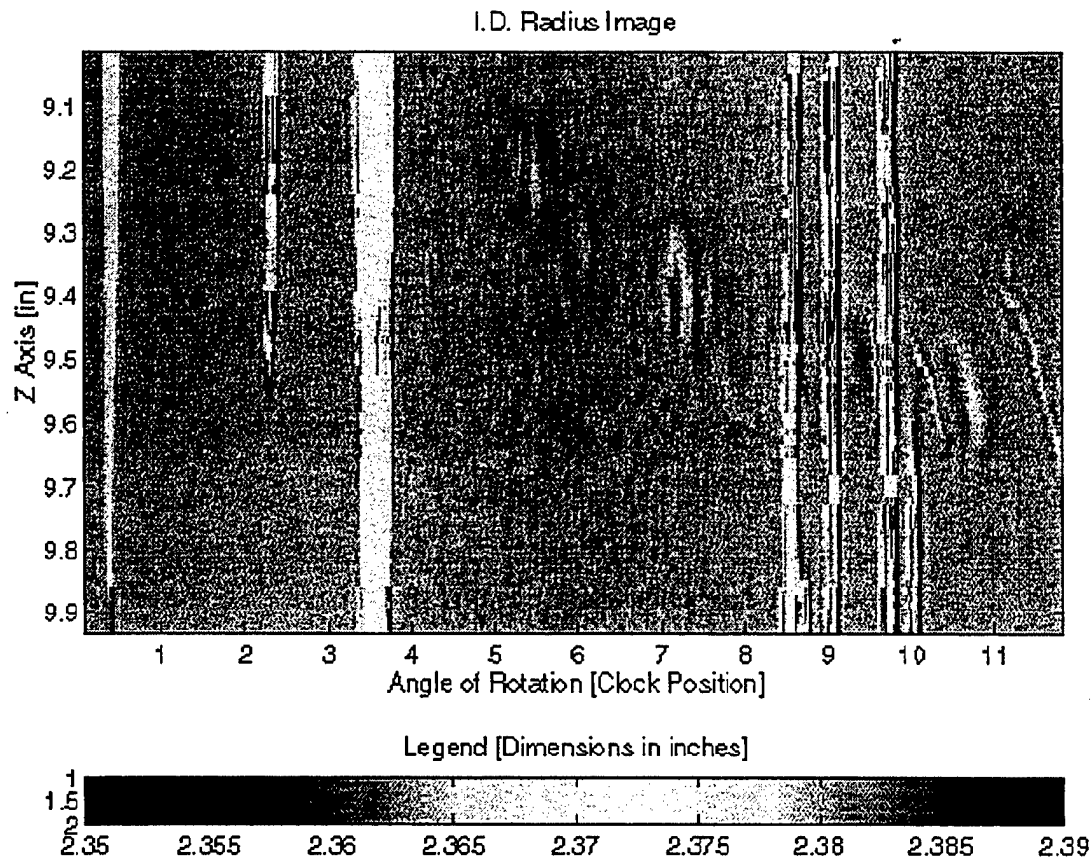 I.D. Radius Image
9.1
9.2
9.3
9.4
9.5
9.6
9.7
9.8
9.9
Z Axis [in]
1 2 3 4 5 6 7 8 9 10 11
Angle of Rotation [Clock Position]
Legend [Dimensions in inches]
1
1.5
2
2.35 2.355 2.36 2.365 2.37 2.375 2.38 2.385 2.39